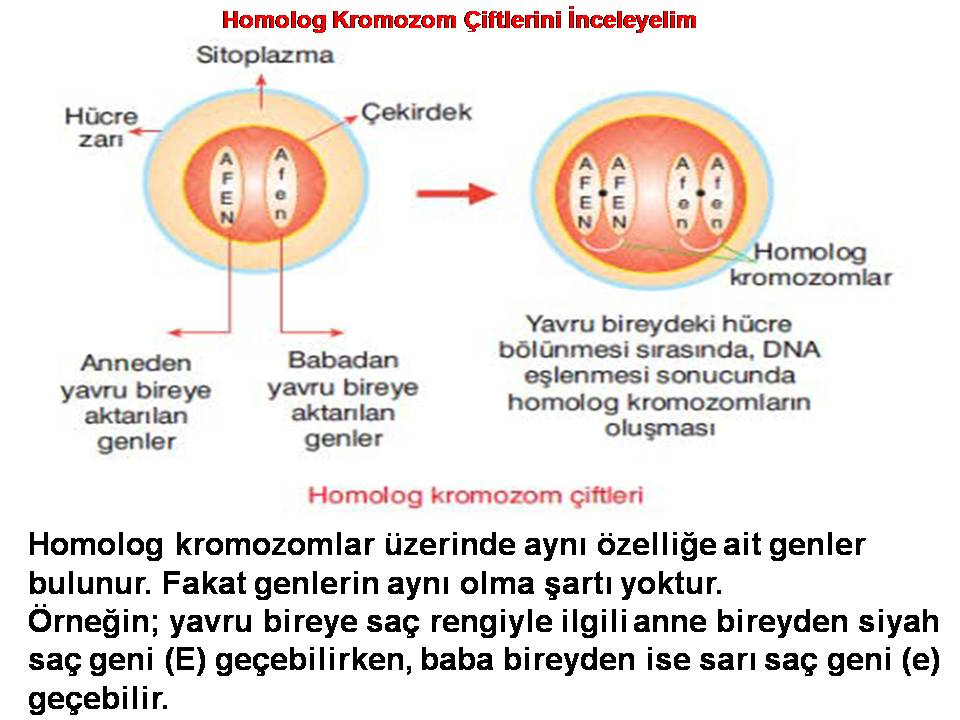 Homolog Kromozom Çiftlerini İnceleyelim
Sitoplazma
Hücre
zarı
Çekirdek
A
F
E
N
A
f
e
n
A
F
E
N
A
F
E
N
A
f
e
n
A
f
e
n
Homolog
kromozomlar
Anneden
yavru bireye
aktarılan
genler
Babadan
yavru bireye
aktarılan
genler
Yavru bireydeki hücre
bölünmesi sırasında, DNA
eşlenmesi sonucunda
homolog kromozomların
oluşması
Homolog kromozom çiftleri
Homolog kromozomlar üzerinde aynı özelliğe ait genler
bulunur. Fakat genlerin aynı olma şartı yoktur.
Örneğin; yavru bireye saç rengiyle ilgili anne bireyden siyah
saç geni (E) geçebilirken, baba bireyden ise sarı saç geni (e)
geçebilir.